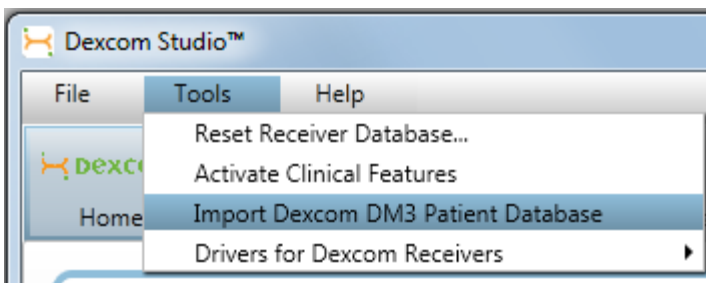 Dexcom Studio™
File Tools Help
Reset Receiver Database...
Activate Clinical Features
Import Dexcom DM3 Patient Database
Home
Drivers for Dexcom Receivers